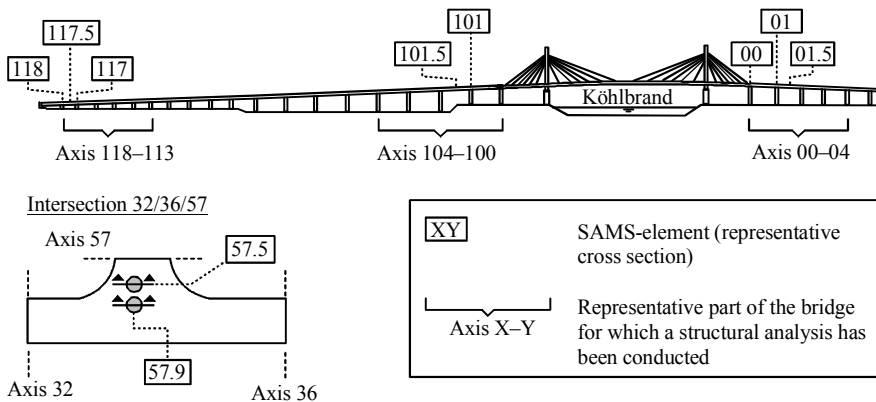 117.5
118
117
101.5
101
00
01
01.5
Köhlbrand
Axis 118–113
Axis 104–100
Axis 00–04
Intersection 32/36/57
Axis 57
57.5
57.9
Axis 32
Axis 36
XY
SAMS-element (representative
cross section)
Axis X–Y
Representative part of the bridge
for which a structural analysis has
been conducted